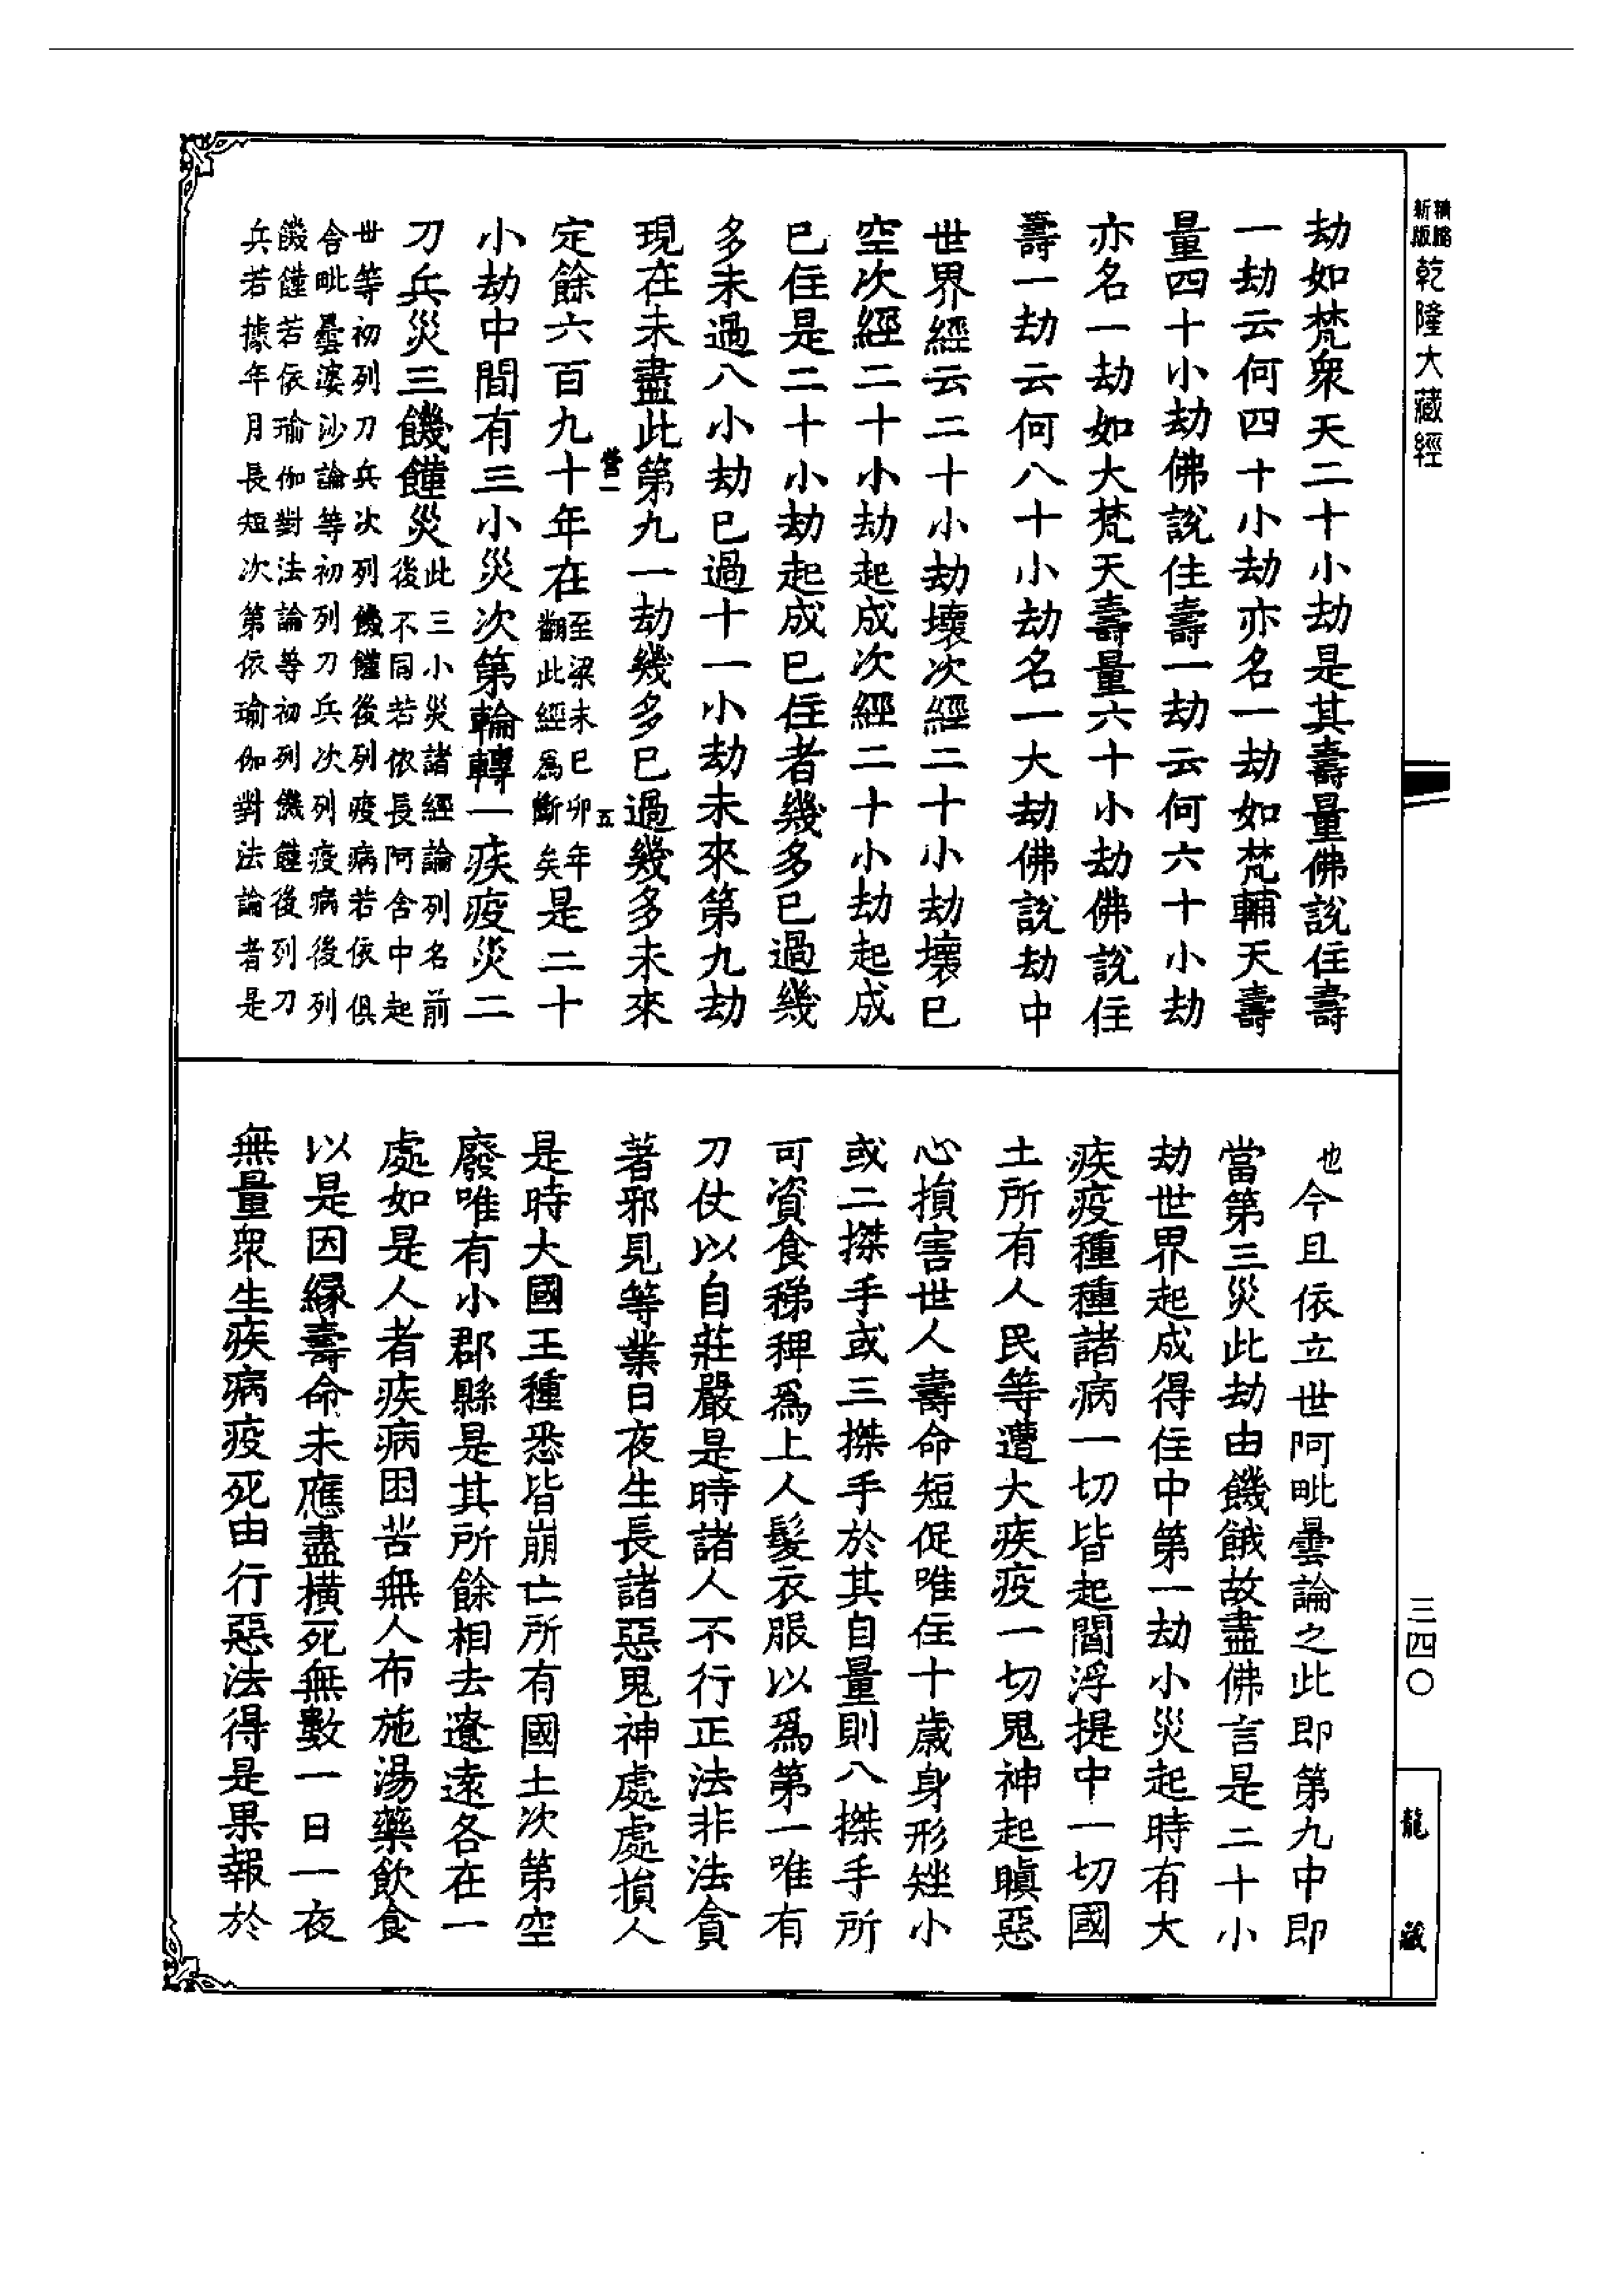 精縮
新版
乾隆大藏經
劫如梵衆天二十小劫是其壽量佛說住壽
一劫云何四十小劫亦名一劫如梵輔天壽
量四十小劫佛說住壽一劫云何六十小劫
亦名一劫如大梵天壽量六十小劫佛說住
壽一劫云何八十小劫名一大劫佛說劫中
世界經云二十小劫壞次經二十小劫壞已
空次經二十小劫起成次經二十小劫起成
已住是二十小劫起成已住者幾多已過幾
多未過八小劫已過十一小劫未來第九劫
現在未盡此第九一劫幾多已過幾多未來
營一
五
定餘六百九十年在至梁末已卯年翻此經爲斷矣是二十
小劫中間有三小災次第輪轉一疾疫災二
刀兵災三饑饉災此三小災諸經論列名前後不同若依長阿含中起
世等初列刀兵次列饑饉後列疫病若依俱
舍毗曇婆沙論等初列刀兵次列疫病後列
饑饉若依瑜伽對法論等初列饑饉後列刀
兵若據年月長短次第依瑜伽對法論者是
也今且依立世阿毗曇論之此即第九中即
當第三災此劫由饑餓故盡佛言是二十小
劫世界起成得住中第一劫小災起時有大
疾疫種種諸病一切皆起閻浮提中一切國
土所有人民等遭大疾疫一切鬼神起瞋惡
心損害世人壽命短促唯住十歲身形矬小
或二搩手或三搩手於其自量則八搩手所
可資食稊稗爲上人髮衣服以爲第一唯有
刀仗以自莊嚴是時諸人不行正法非法貪
著邪見等業日夜生長諸惡鬼神處處損人
是時大國王種悉皆崩亡所有國土次第空
廢唯有小郡縣是其所餘相去遼遠各在一
處如是人者疾病困苦無人布施湯藥飲食
以是因緣壽命未應盡橫死無數一日一夜
無量衆生疾病疫死由行惡法得是果報於
三四〇
龍藏